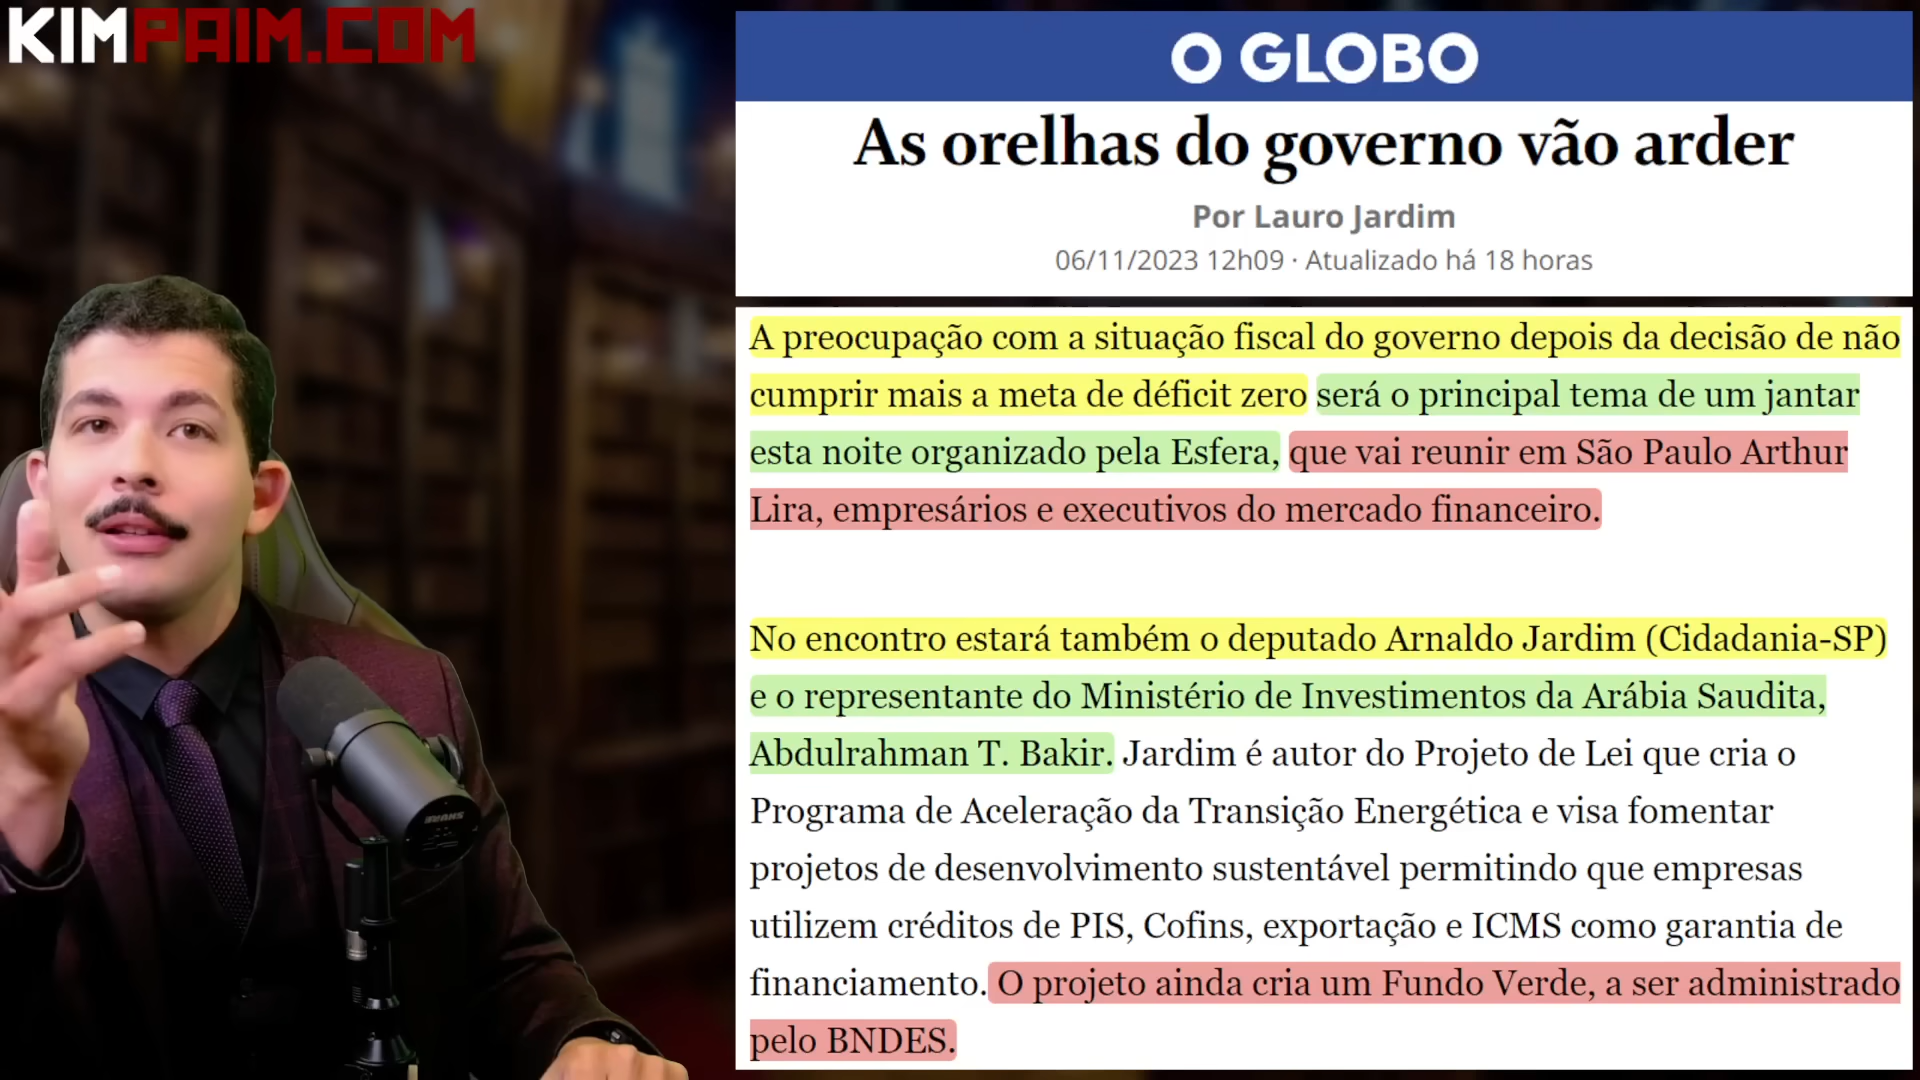 KIMPAIM.COM
O GLOBO
As orelhas do governo vão arder
Por Lauro Jardim
06/11/2023 12h09 · Atualizado há 18 horas
A preocupação com a situação fiscal do governo depois da decisão de não
cumprir mais a meta de déficit zero será o principal tema de um jantar
esta noite organizado pela Esfera, que vai reunir em São Paulo Arthur
Lira, empresários e executivos do mercado financeiro.
No encontro estará também o deputado Arnaldo Jardim (Cidadania-SP)
e o representante do Ministério de Investimentos da Arábia Saudita,
Abdulrahman T. Bakir. Jardim é autor do Projeto de Lei que cria o
Programa de Aceleração da Transição Energética e visa fomentar
projetos de desenvolvimento sustentável permitindo que empresas
utilizem créditos de PIS, Cofins, exportação e ICMS como garantia de
financiamento. O projeto ainda cria um Fundo Verde, a ser administrado
pelo BNDES.